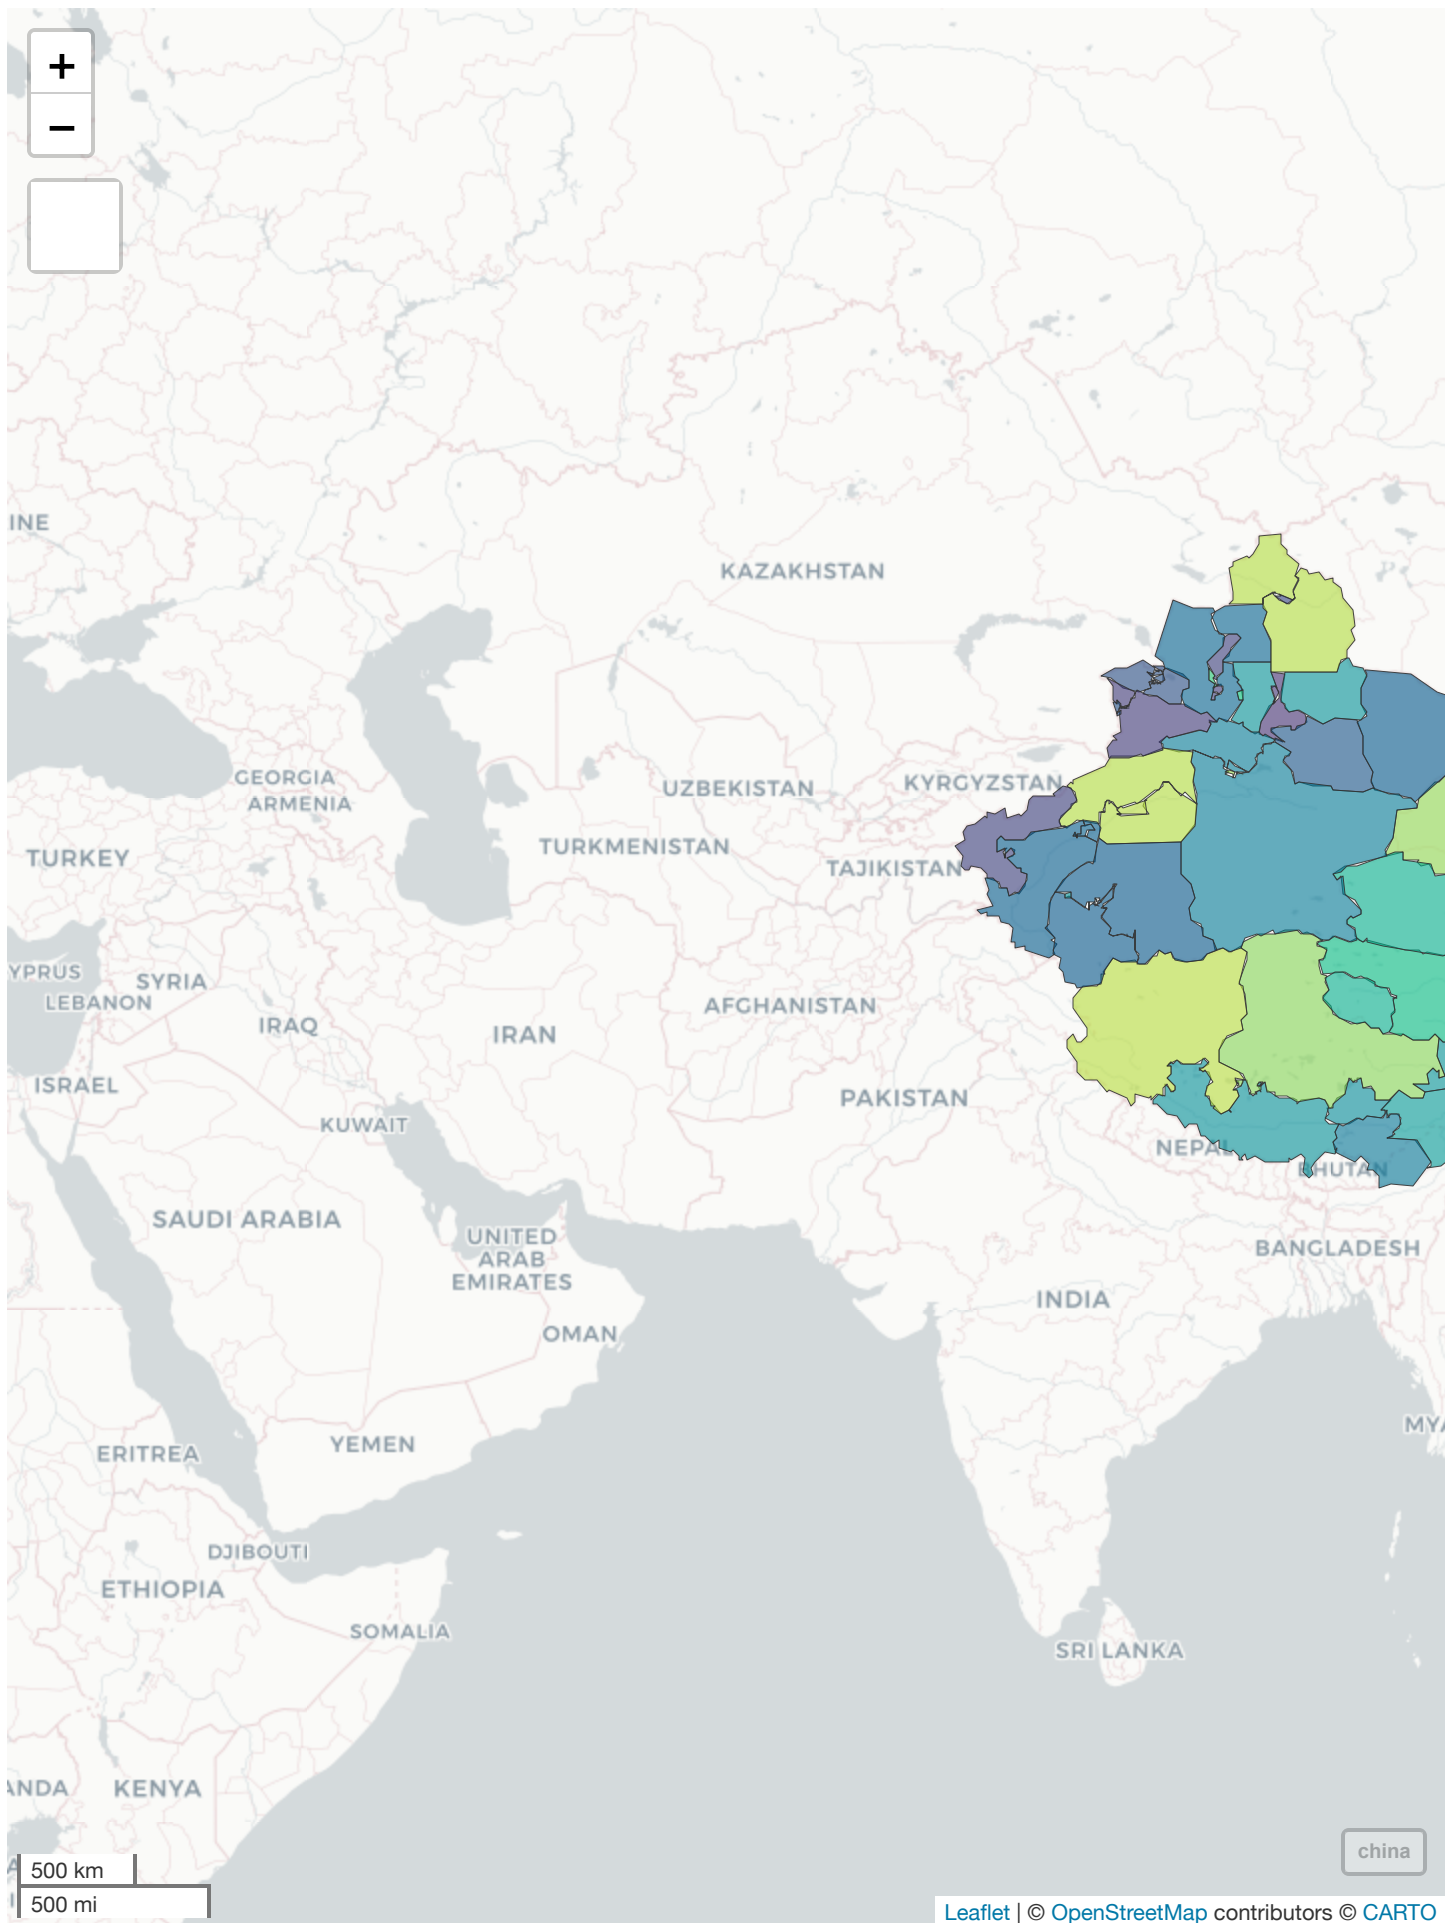 +
−
INE
KAZAKHSTAN
GEORGIA
ARMENIA
UZBEKISTAN
KYRGYZSTAN
TURKEY
TURKMENISTAN
TAJIKISTAN
YPRUS
SYRIA
LEBANON
IRAQ
IRAN
AFGHANISTAN
ISRAEL
KUWAIT
PAKISTAN
NEPAL
BHUTAN
SAUDI ARABIA
UNITED
ARAB
EMIRATES
BANGLADESH
INDIA
OMAN
MYA
ERITREA
YEMEN
DJIBOUTI
ETHIOPIA
SOMALIA
SRI LANKA
ANDA
KENYA
china
500 km
500 mi
Leaflet | © OpenStreetMap contributors © CARTO